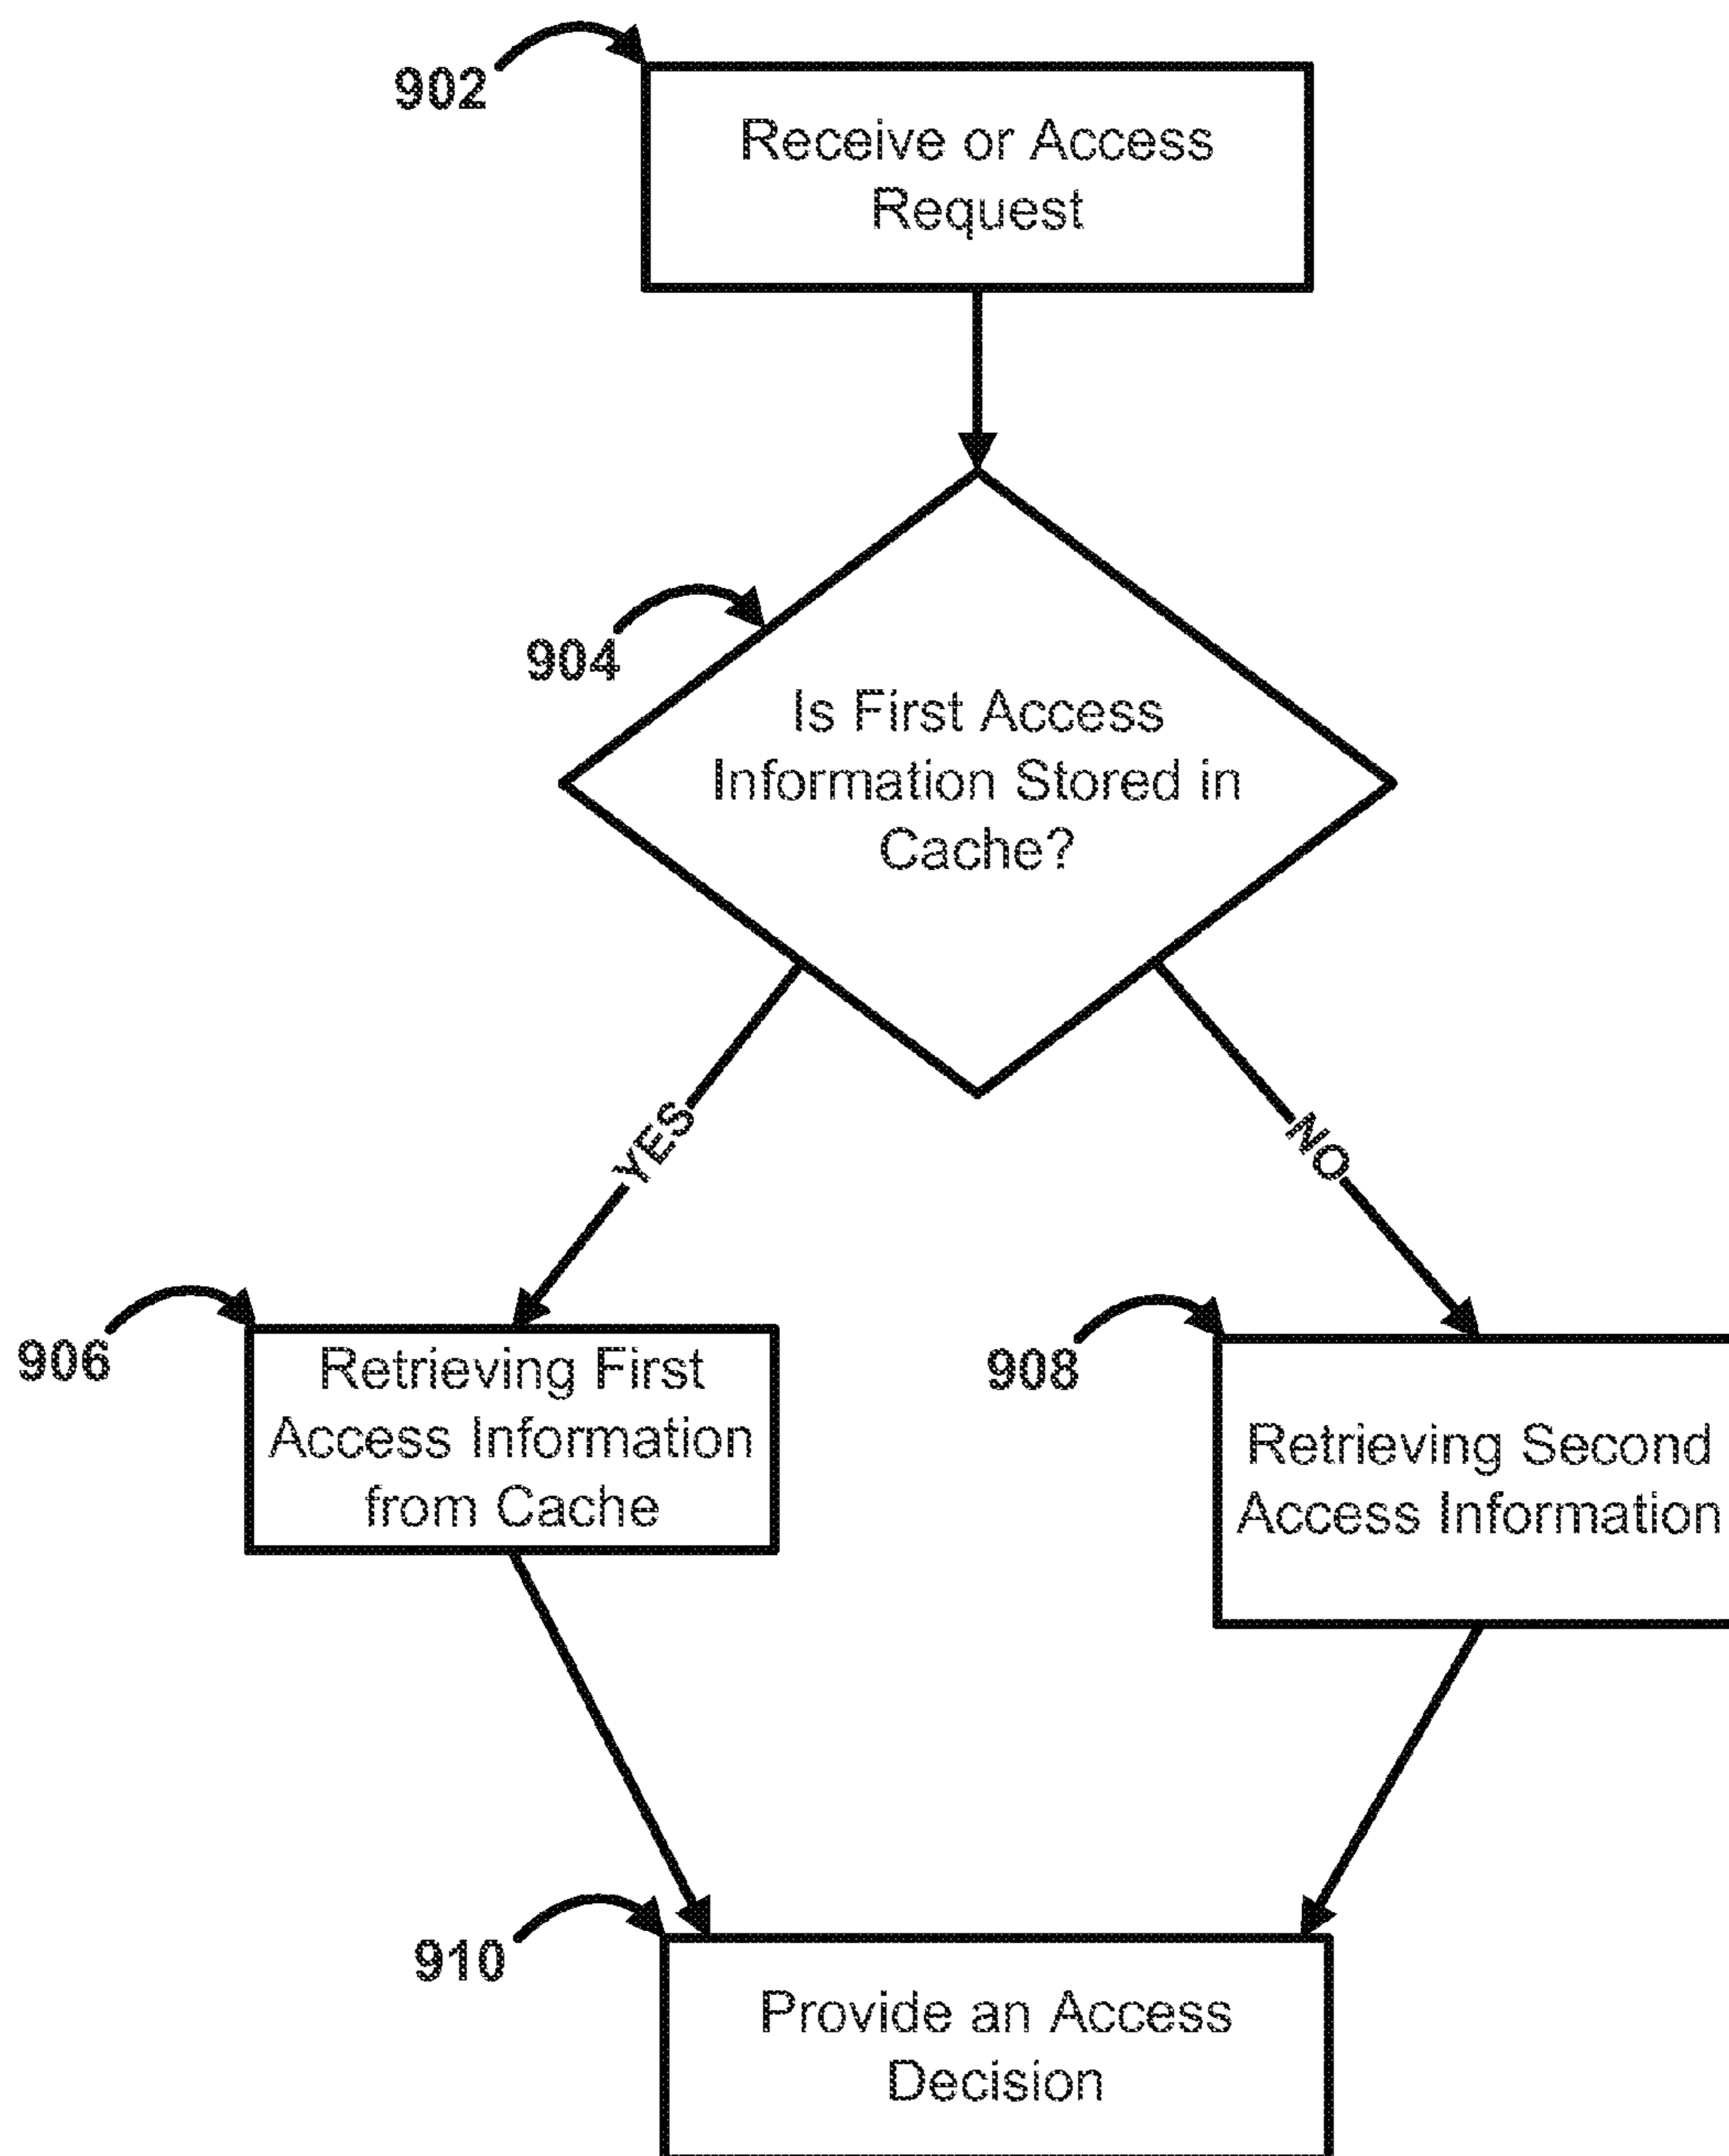 902
Receive or Access
Request
904
Is First Access
Information Stored in
Cache?
YES
NO
906
Retrieving First
Access Information
from Cache
908
Retrieving Second
Access Information
910
Provide an Access
Decision